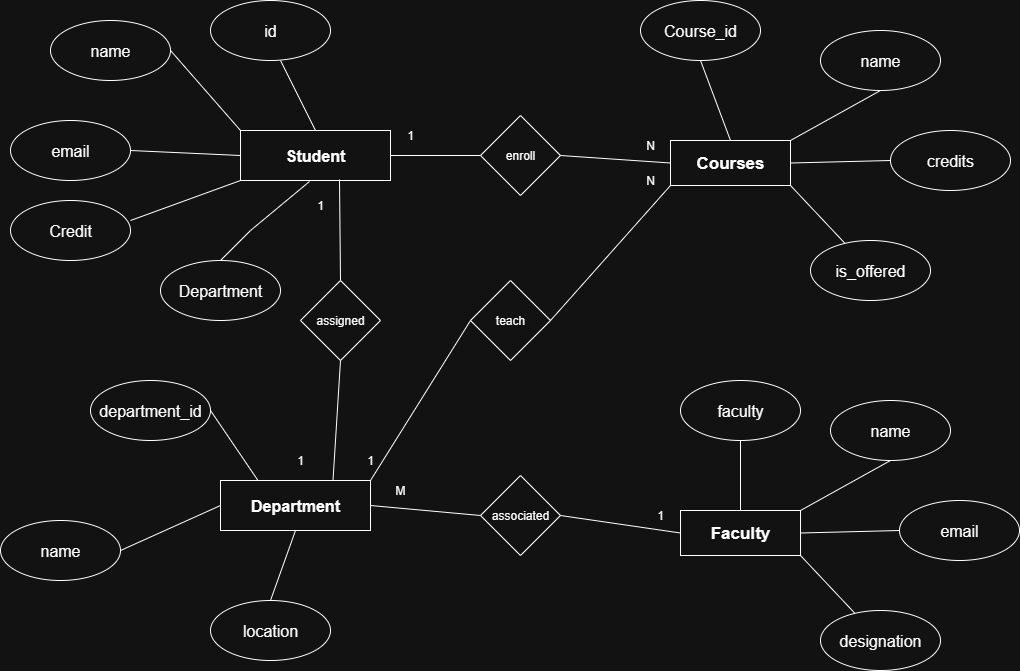 id
Course_id
name
name
1
N
email
Student
enroll
Courses
credits
N
1
Credit
Department
is_offered
assigned
teach
department_id
faculty
name
1
1
M
Department
associated
1
Faculty
email
name
location
designation